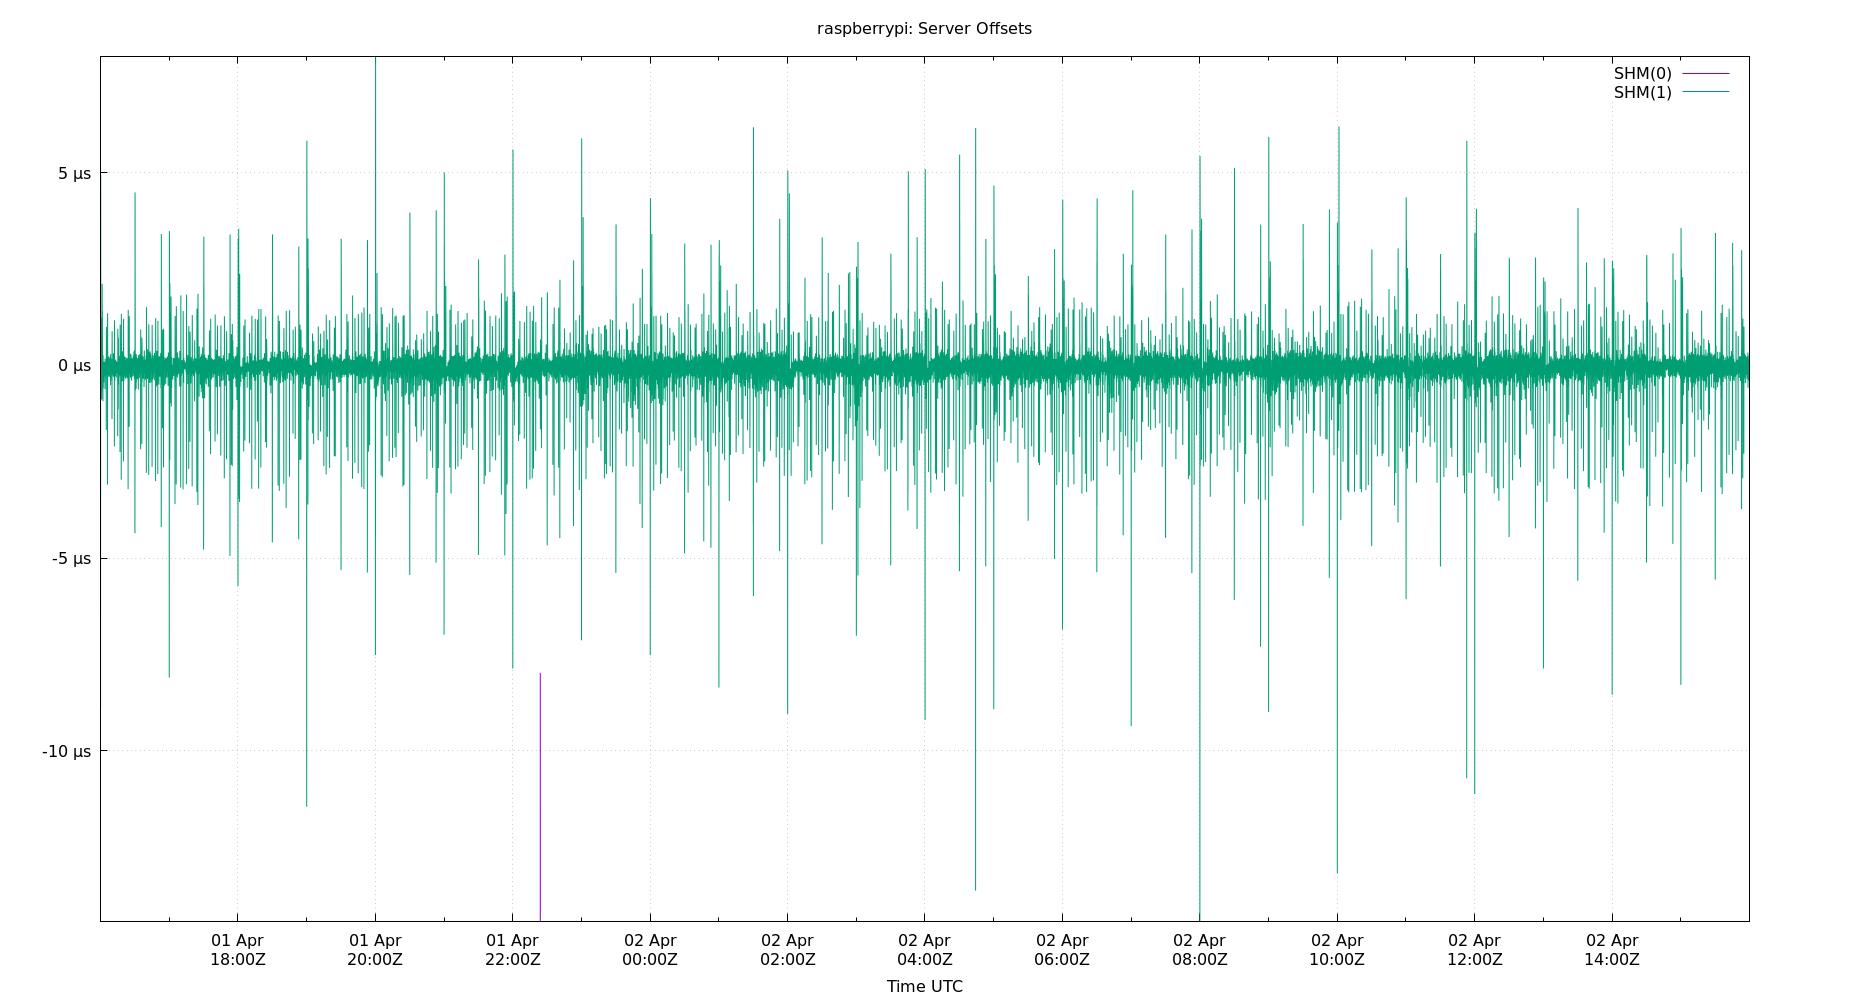 raspberrypi: Server Offsets
SHM(0)
SHM(1)
5 µs
0 µs
-5 µs
-10 µs
01 Apr 01 Apr 01 Apr 02 Apr 02 Apr 02 Apr 02 Apr 02 Apr 02 Apr 02 Apr 02 Apr
18:00Z 20:00Z 22:00Z 00:00Z 02:00Z 04:00Z 06:00Z 08:00Z 10:00Z 12:00Z 14:00Z
Time UTC